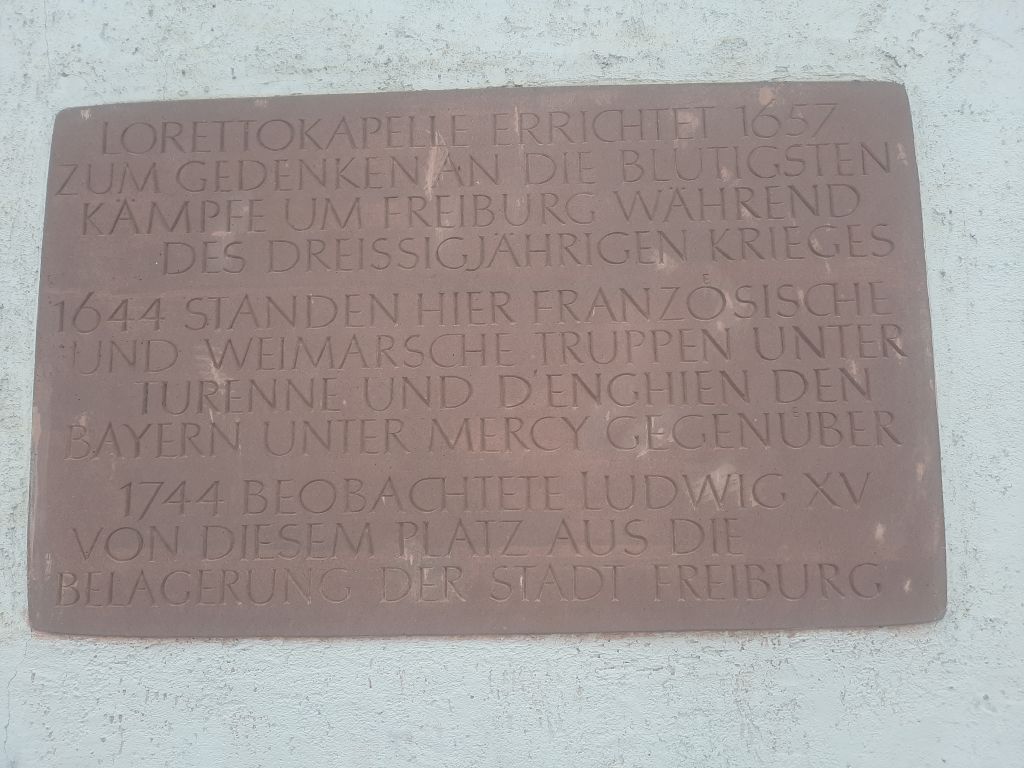 LORETTOKAPELLE ERRICHTET 1657
ZUM GEDENKEN AN DIE BLUTIGSTEN
KÄMPFE UM FREIBURG WÄHREND
DES DREISSIGJÄHRIGEN KRIEGES
1644 STANDEN HIER FRANZÖSISCHE
UND WEIMARSCHE TRUPPEN UNTER
TURENNE UND D'ENGHIEN DEN
BAYERN UNTER MERCY GEGENÜBER
1744 BEOBACHTETE LUDWIG XV
VON DIESEM PLATZ AUS DIE
BELAGERUNG DER STADT FREIBURG